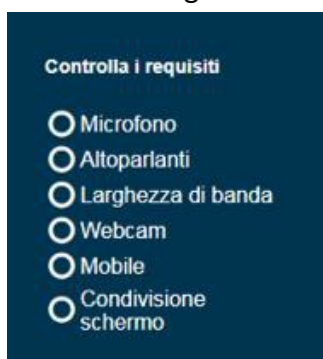 Controlla i requisiti
Microfono
Altoparlanti
Larghezza di banda
Webcam
Mobile
Condivisione
schermo